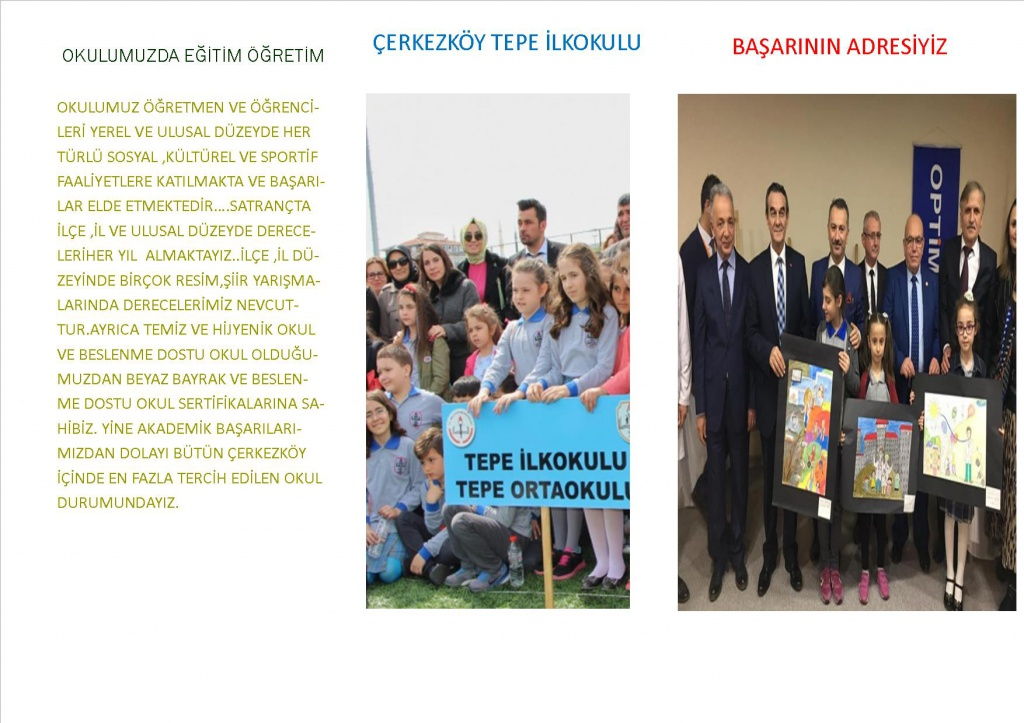 OKULUMUZDA EĞİTİM ÖĞRETİM
OKULUMUZ ÖĞRETMEN VE ÖĞRENCİ-
LERİ YEREL VE ULUSAL DÜZEYDE HER
TÜRLÜ SOSYAL ,KÜLTÜREL VE SPORTİF
FAALİYETLERE KATILMAKTA VE BAŞARI-
LAR ELDE ETMEKTEDİR....SATRANÇTA
İLÇE ,İL VE ULUSAL DÜZEYDE DERECE-
LERİHER YIL ALMAKTAYIZ..İLÇE ,İL DÜ-
ZEYİNDE BİRÇOK RESİM,ŞİİR YARIŞMA-
LARINDA DERECELERİMİZ NEVCUT-
TUR.AYRICA TEMİZ VE HİJYENİK OKUL
VE BESLENME DOSTU OKUL OLDUĞU-
MUZDAN BEYAZ BAYRAK VE BESLEN-
ME DOSTU OKUL SERTİFİKALARINA SA-
HİBİZ. YİNE AKADEMİK BAŞARILARI-
MIZDAN DOLAYI BÜTÜN ÇERKEZKÖY
İÇİNDE EN FAZLA TERCİH EDİLEN OKUL
DURUMUNDAYIZ.
ÇERKEZKÖY TEPE İLKOKULU
TEPE İLKOKULU
TEPE ORTAOKULU
BAŞARININ ADRESİYİZ
OPTİM